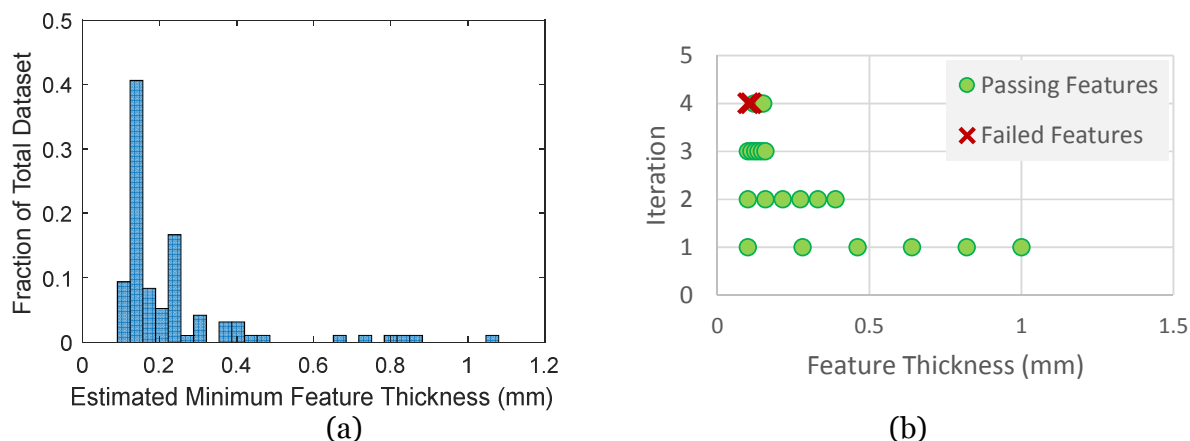 0.5
0.4
0.3
0.2
0.1
0
Fraction of Total Dataset
0 0.2 0.4 0.6 0.8 1 1.2
Estimated Minimum Feature Thickness (mm)
(a)
5
4
3
2
1
0
Iteration
Passing Features
Failed Features
0 0.5 1 1.5
Feature Thickness (mm)
(b)